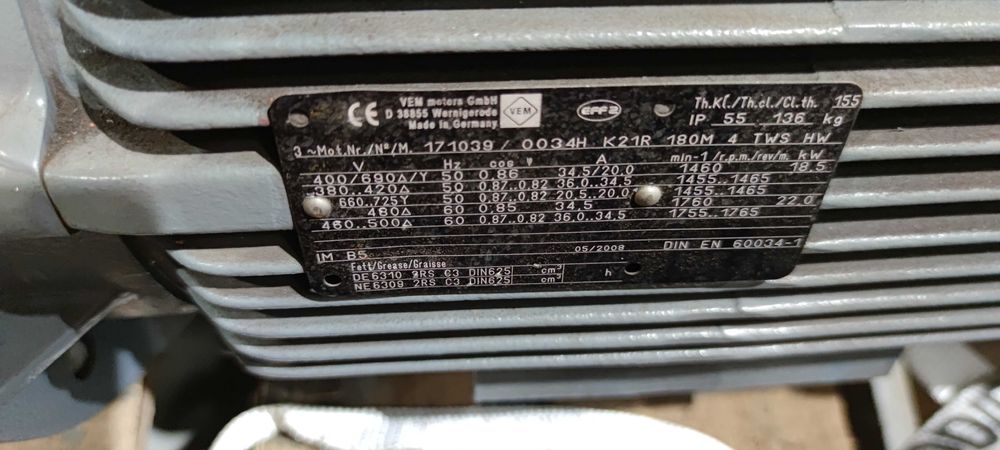 CE VEM motors GmbH VEM EFF2 Th.Kl./Th.cl./Cl.th. 155
D 38855 Wernigerode IP 55 136 kg
Made in Germany
3~Mot.Nr./N°/M. 171039/ 0034H K21R 180M 4 TWS HW
V Hz cos φ A min-1/r.p.m./rev/m. kW
400/690Δ/Y 50 0.86 34.5/20.0 1460 18.5
380..420Δ 50 0.87..0.82 36.0..34.5 1455..1465
660..725Y 50 0.87..0.82 20.5..20.0 1455..1465
480Δ 60 0.85 34.5 1760 22.0
460..500Δ 60 0.87..0.82 36.0..34.5 1755..1765
IM B5 05/2008 DIN EN 60034-1
Fett/Grease/Graisse cm³ h
DE6310 2RS C3 DIN625 cm³
NE6309 2RS C3 DIN625